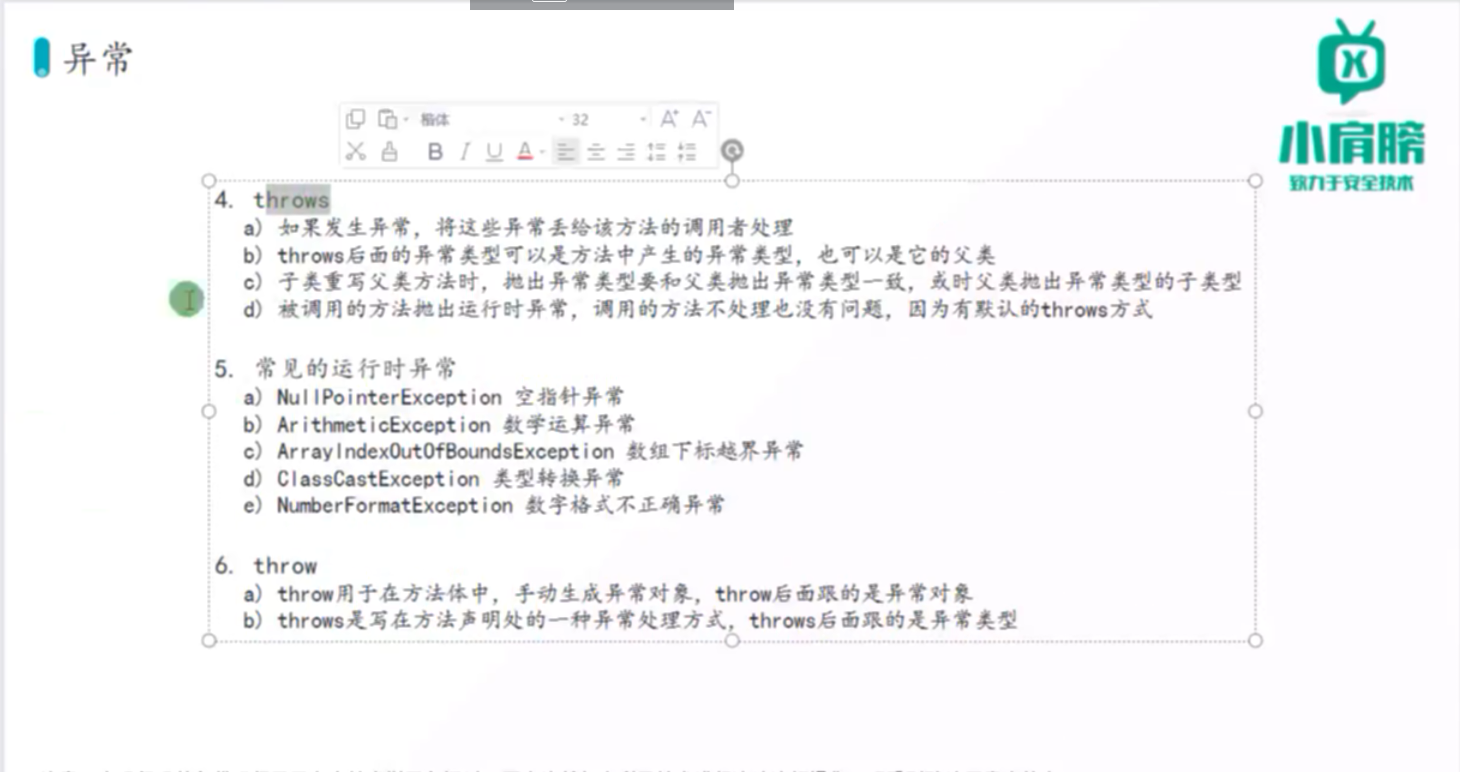 异常
楷体
32
B I U A
小肩膀
致力于安全技术
4. throws
a) 如果发生异常，将这些异常丢给该方法的调用者处理
b) throws后面的异常类型可以是方法中产生的异常类型，也可以是它的父类
c) 子类重写父类方法时，抛出异常类型要和父类抛出异常类型一致，或时父类抛出异常类型的子类型
d) 被调用的方法抛出运行时异常，调用的方法不处理也没有问题，因为有默认的throws方式
5. 常见的运行时异常
a) NullPointerException 空指针异常
b) ArithmeticException 数学运算异常
c) ArrayIndexOutOfBoundsException 数组下标越界异常
d) ClassCastException 类型转换异常
e) NumberFormatException 数字格式不正确异常
6. throw
a) throw用于在方法体中，手动生成异常对象，throw后面跟的是异常对象
b) throws是写在方法声明处的一种异常处理方式，throws后面跟的是异常类型